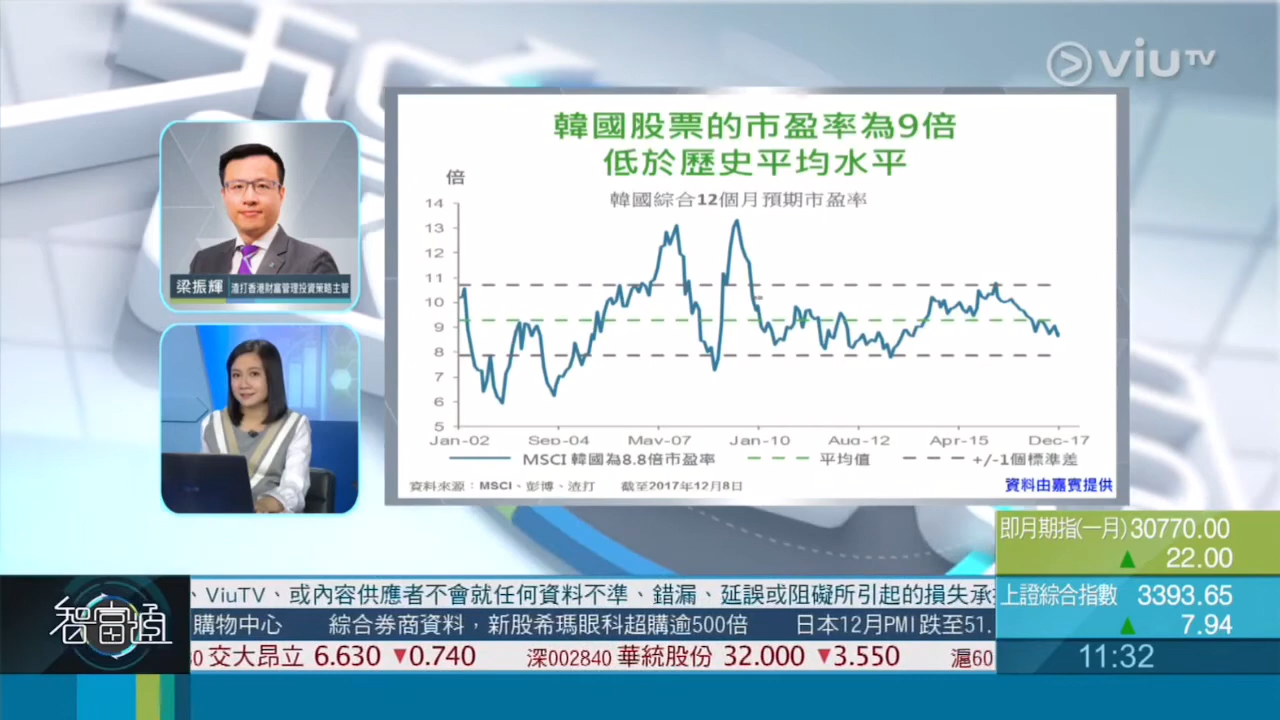 viuTV
韓國股票的市盈率為9倍
低於歷史平均水平
倍
韓國綜合12個月預期市盈率
14
13
12
11
10
9
8
7
6
5
Jan-02 Sep-04 May-07 Jan-10 Aug-12 Apr-15 Dec-17
MSCI 韓國為8.8倍市盈率 平均值 +/-1個標準差
資料來源：MSCI、彭博、渣打 截至2017年12月8日
資料由嘉賓提供
梁振輝 渣打香港財富管理投資策略主管
即月期指(一月) 30770.00
▲ 22.00
上證綜合指數 3393.65
▲ 7.94
11:32
智富通
、ViuTV、或內容供應者不會就任何資料不準、錯漏、延誤或阻礙所引起的損失承
購物中心 綜合券商資料，新股希瑪眼科超購逾500倍 日本12月PMI跌至51.
30 交大昂立 6.630 ▼0.740 深002840 華統股份 32.000 ▼3.550 滬60